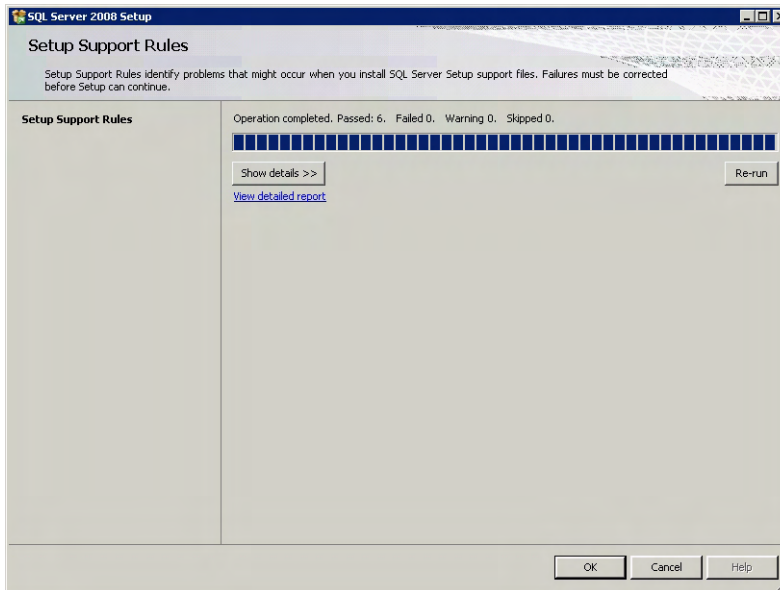 SQL Server 2008 Setup
Setup Support Rules
Setup Support Rules identify problems that might occur when you install SQL Server Setup support files. Failures must be corrected
before Setup can continue.
Setup Support Rules
Operation completed. Passed: 6. Failed 0. Warning 0. Skipped 0.
Show details >>
Re-run
View detailed report
OK
Cancel
Help